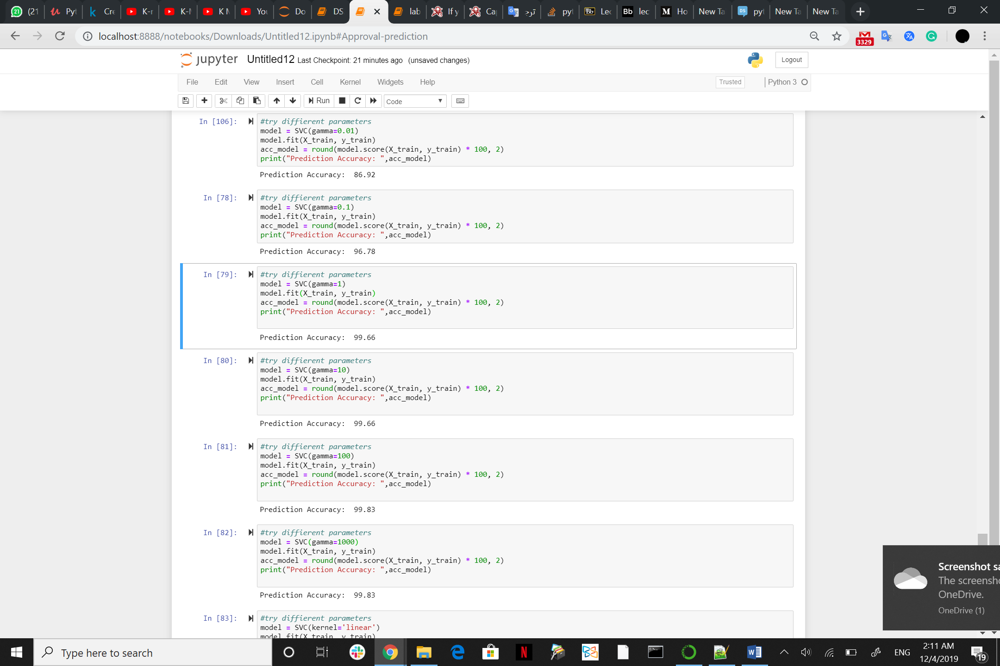 21 (21 Pyt Cre K-r K-M K M You Do DS lab If y Ca ترج pyt Bb Lec Bb lec M Ho New Ta DS pyt New Ta New Ta
localhost:8888/notebooks/Downloads/Untitled12.ipynb#Approval-prediction
3329
jupyter Untitled12 Last Checkpoint: 21 minutes ago (unsaved changes)
Logout
File Edit View Insert Cell Kernel Widgets Help
Trusted
Python 3
Run
Code
In [106]:
#try diffierent parameters
model = SVC(gamma=0.01)
model.fit(X_train, y_train)
acc_model = round(model.score(X_train, y_train) * 100, 2)
print("Prediction Accuracy: ",acc_model)
Prediction Accuracy:  86.92
In [78]:
#try diffierent parameters
model = SVC(gamma=0.1)
model.fit(X_train, y_train)
acc_model = round(model.score(X_train, y_train) * 100, 2)
print("Prediction Accuracy: ",acc_model)
Prediction Accuracy:  96.78
In [79]:
#try diffierent parameters
model = SVC(gamma=1)
model.fit(X_train, y_train)
acc_model = round(model.score(X_train, y_train) * 100, 2)
print("Prediction Accuracy: ",acc_model)
Prediction Accuracy:  99.66
In [80]:
#try diffierent parameters
model = SVC(gamma=10)
model.fit(X_train, y_train)
acc_model = round(model.score(X_train, y_train) * 100, 2)
print("Prediction Accuracy: ",acc_model)
Prediction Accuracy:  99.66
In [81]:
#try diffierent parameters
model = SVC(gamma=100)
model.fit(X_train, y_train)
acc_model = round(model.score(X_train, y_train) * 100, 2)
print("Prediction Accuracy: ",acc_model)
Prediction Accuracy:  99.83
In [82]:
#try diffierent parameters
model = SVC(gamma=1000)
model.fit(X_train, y_train)
acc_model = round(model.score(X_train, y_train) * 100, 2)
print("Prediction Accuracy: ",acc_model)
Prediction Accuracy:  99.83
In [83]:
#try diffierent parameters
model = SVC(kernel='linear')
model.fit(X_train, y_train)
Screenshot sa
The screensho
OneDrive.
OneDrive (1)
Type here to search
ENG
2:11 AM
12/4/2019
19